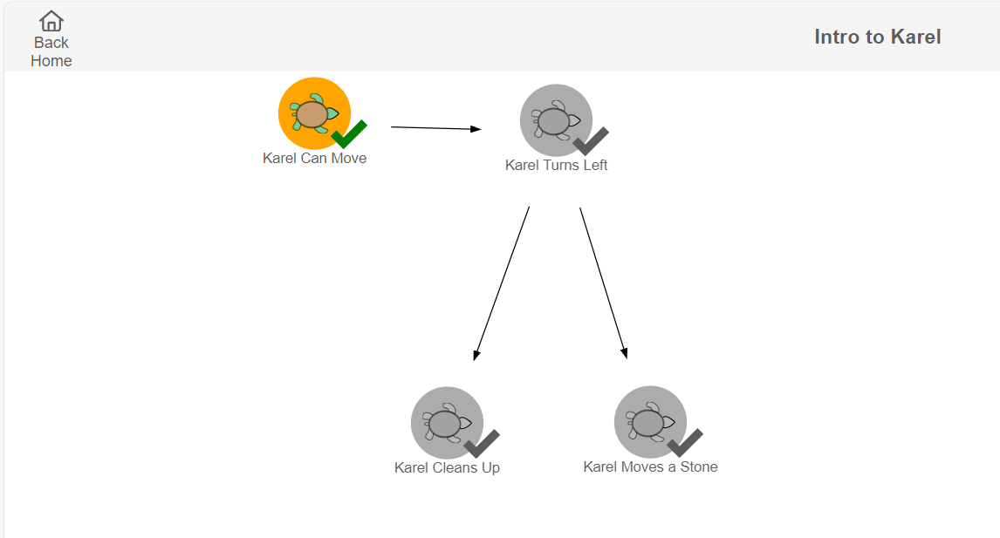 Back
Home
Intro to Karel
Karel Can Move
Karel Turns Left
Karel Cleans Up
Karel Moves a Stone